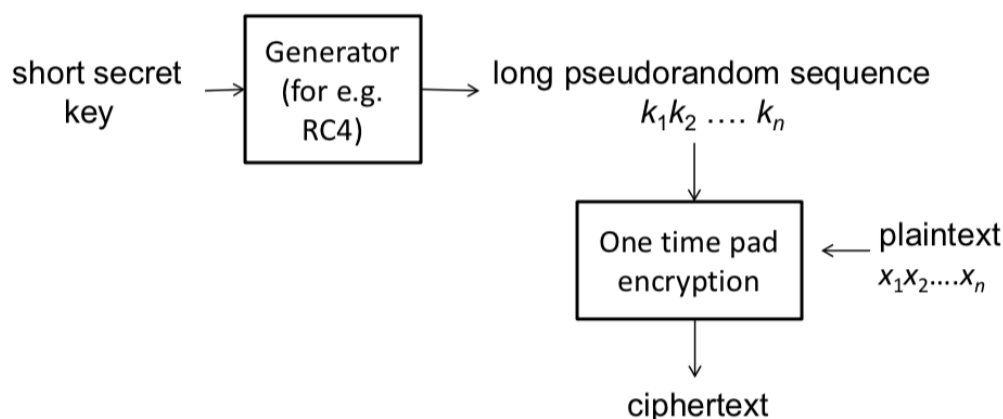 short secret
key
Generator
(for e.g.
RC4)
long pseudorandom sequence
k₁k₂ .... kₙ
One time pad
encryption
plaintext
x₁x₂....xₙ
ciphertext